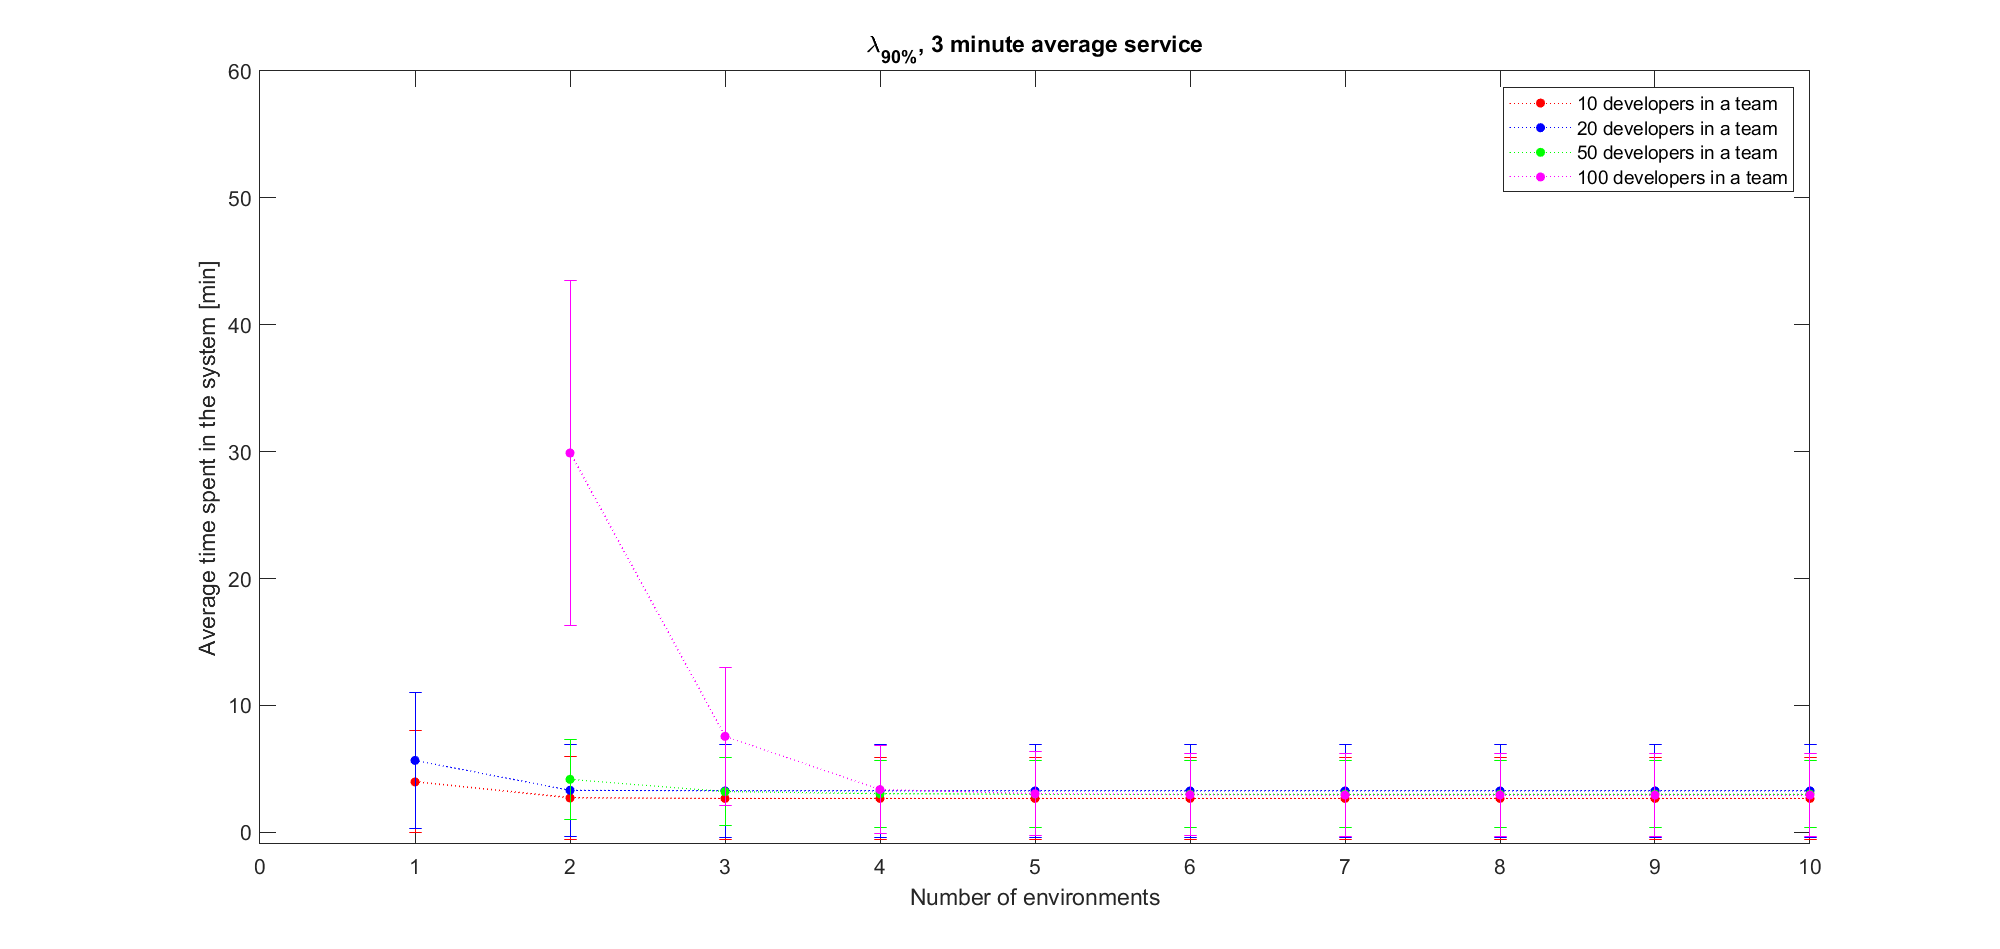 λ90%, 3 minute average service
60
50
40
30
20
10
0
Average time spent in the system [min]
10 developers in a team
20 developers in a team
50 developers in a team
100 developers in a team
0 1 2 3 4 5 6 7 8 9 10
Number of environments